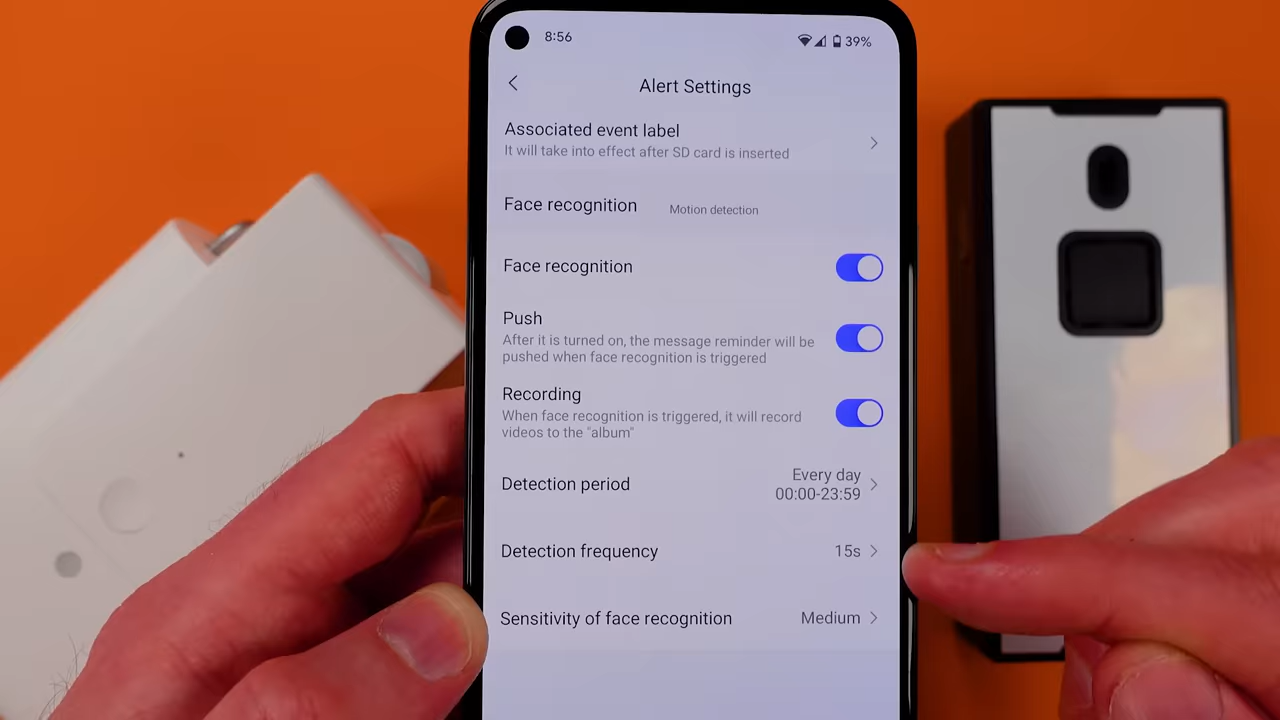 8:56
39%
Alert Settings
Associated event label
It will take into effect after SD card is inserted
Face recognition
Motion detection
Face recognition
Push
After it is turned on, the message reminder will be
pushed when face recognition is triggered
Recording
When face recognition is triggered, it will record
videos to the "album"
Detection period
Every day
00:00-23:59
Detection frequency
15s
Sensitivity of face recognition
Medium